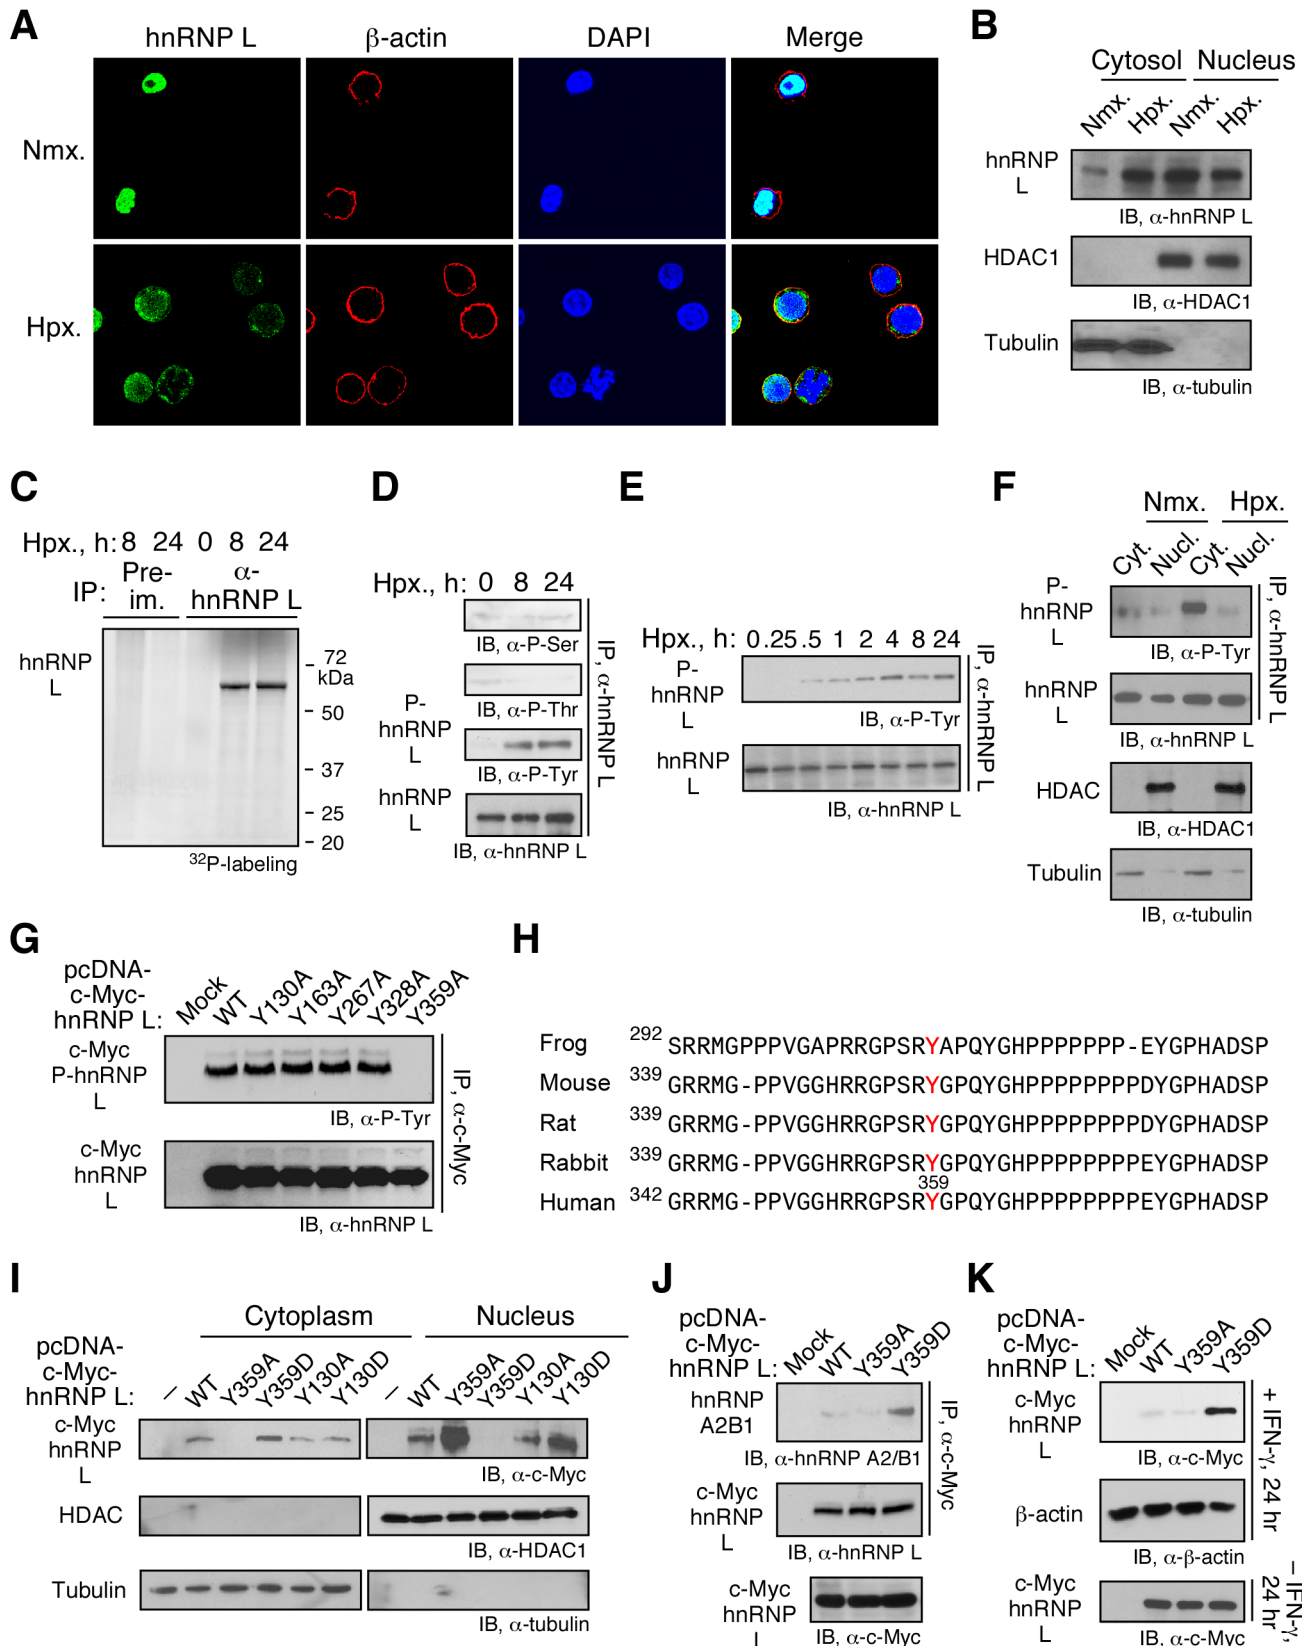 A
hnRNP L
β-actin
DAPI
Merge
Nmx.
Hpx.
B
Cytosol Nucleus
Nmx. Hpx. Nmx. Hpx.
hnRNP
L
IB, α-hnRNP L
HDAC1
IB, α-HDAC1
Tubulin
IB, α-tubulin
C
Hpx., h: 8 24 0 8 24
IP: Pre-im. α-hnRNP L
hnRNP
L
72
kDa
50
37
25
20
32P-labeling
D
Hpx., h: 0 8 24
IB, α-P-Ser
IB, α-P-Thr
P-
hnRNP
L
IB, α-P-Tyr
hnRNP
L
IB, α-hnRNP L
IP, α-hnRNP L
E
Hpx., h: 0 .25 .5 1 2 4 8 24
P-
hnRNP
L
IB, α-P-Tyr
hnRNP
L
IB, α-hnRNP L
IP, α-hnRNP L
F
Nmx. Hpx.
Cyt. Nucl. Cyt. Nucl.
P-
hnRNP
L
IB, α-P-Tyr
hnRNP
L
IB, α-hnRNP L
IP, α-hnRNP L
HDAC
IB, α-HDAC1
Tubulin
IB, α-tubulin
G
pcDNA-
c-Myc-
hnRNP L:
Mock WT Y130A Y163A Y267A Y328A Y359A
c-Myc
P-hnRNP
L
IB, α-P-Tyr
c-Myc
hnRNP
L
IB, α-hnRNP L
IP, α-c-Myc
H
Frog 292 SRRMGPPPVGAPRRGPSRYAPQYGHPPPPPPP-EYGPHADSP
Mouse 339 GRRMG-PPVGGHRRGPSRYGPQYGHPPPPPPPPPDYGPHADSP
Rat 339 GRRMG-PPVGGHRRGPSRYGPQYGHPPPPPPPPPDYGPHADSP
Rabbit 339 GRRMG-PPVGGHRRGPSRYGPQYGHPPPPPPPPPEYGPHADSP
359
Human 342 GRRMG-PPVGGHRRGPSRYGPQYGHPPPPPPPPPEYGPHADSP
I
Cytoplasm Nucleus
pcDNA-
c-Myc-
hnRNP L:
– WT Y359A Y359D Y130A Y130D – WT Y359A Y359D Y130A Y130D
c-Myc
hnRNP
L
IB, α-c-Myc
HDAC
IB, α-HDAC1
Tubulin
IB, α-tubulin
J
pcDNA-
c-Myc-
hnRNP L:
Mock WT Y359A Y359D
hnRNP
A2B1
IB, α-hnRNP A2/B1
c-Myc
hnRNP
L
IB, α-hnRNP L
IP, α-c-Myc
c-Myc
hnRNP
L
IB, α-c-Myc
K
pcDNA-
c-Myc-
hnRNP L:
Mock WT Y359A Y359D
c-Myc
hnRNP
L
IB, α-c-Myc
β-actin
IB, α-β-actin
+ IFN-γ, 24 hr
c-Myc
hnRNP
L
IB, α-c-Myc
– IFN-γ,
24 hr